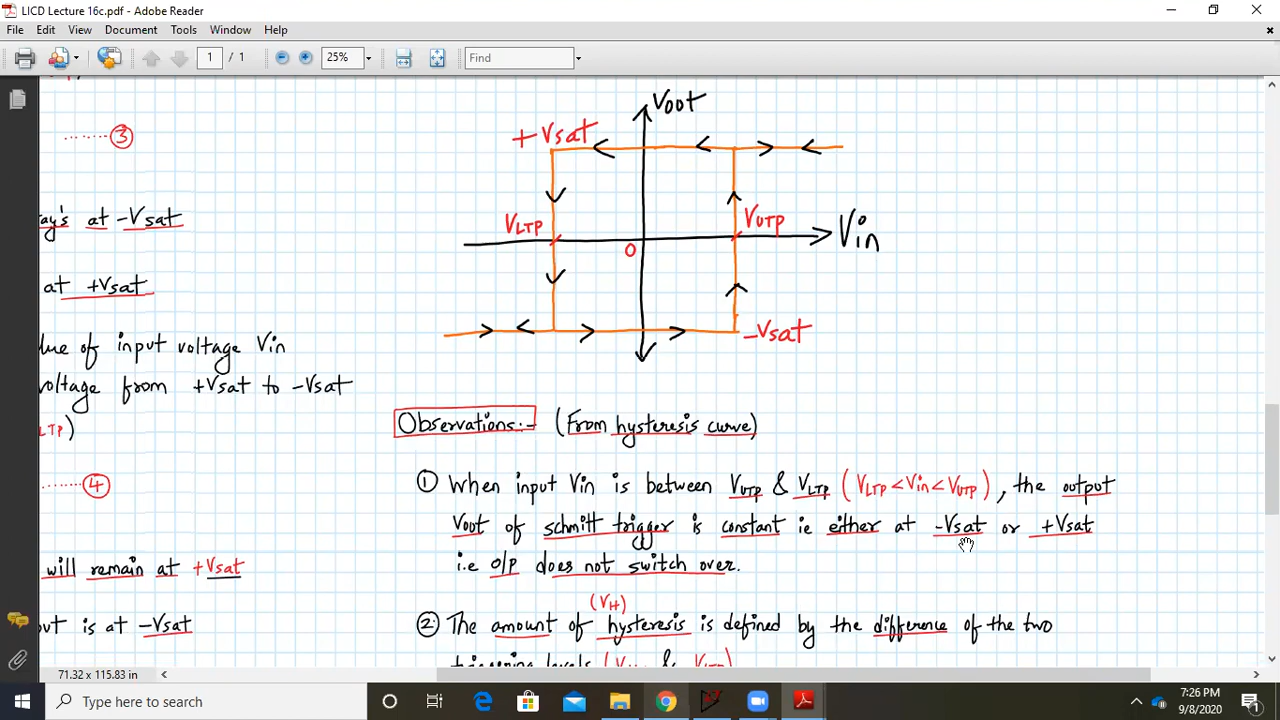 LICD Lecture 16c.pdf - Adobe Reader
File Edit View Document Tools Window Help
1 / 1 25% Find
........③
at -Vsat
at +Vsat
of input voltage Vin
from +Vsat to -Vsat
LTP)
........④
will remain at +Vsat
is at -Vsat
VOUT
+Vsat
VLTP
VUTP
Vin
0
-Vsat
Observations:- (From hysteresis curve)
① When input Vin is between VUTP & VLTP (VLTP < Vin < VUTP), the output
VOUT of schmitt trigger is constant ie either at -Vsat or +Vsat
i.e O/P does not switch over.
(VH)
② The amount of hysteresis is defined by the difference of the two
71.32 x 115.83 in
Type here to search
7:26 PM
9/8/2020